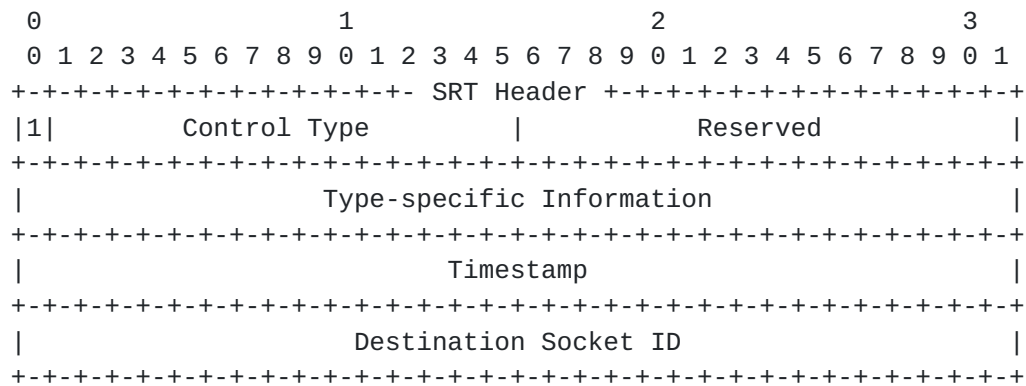 0                   1                   2                   3
 0 1 2 3 4 5 6 7 8 9 0 1 2 3 4 5 6 7 8 9 0 1 2 3 4 5 6 7 8 9 0 1
+-+-+-+-+-+-+-+-+-+-+-+-+- SRT Header +-+-+-+-+-+-+-+-+-+-+-+-+-+
|1|        Control Type         |           Reserved            |
+-+-+-+-+-+-+-+-+-+-+-+-+-+-+-+-+-+-+-+-+-+-+-+-+-+-+-+-+-+-+-+-+
|                   Type-specific Information                   |
+-+-+-+-+-+-+-+-+-+-+-+-+-+-+-+-+-+-+-+-+-+-+-+-+-+-+-+-+-+-+-+-+
|                           Timestamp                           |
+-+-+-+-+-+-+-+-+-+-+-+-+-+-+-+-+-+-+-+-+-+-+-+-+-+-+-+-+-+-+-+-+
|                     Destination Socket ID                     |
+-+-+-+-+-+-+-+-+-+-+-+-+-+-+-+-+-+-+-+-+-+-+-+-+-+-+-+-+-+-+-+-+